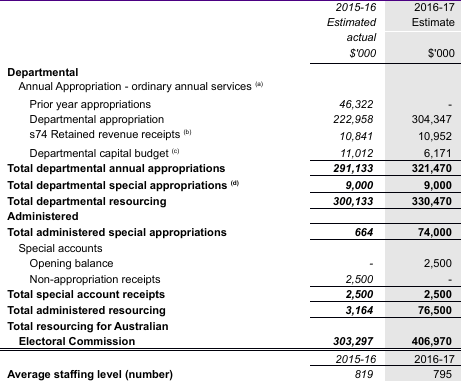 2015-16 2016-17
Estimated Estimate
actual
$'000 $'000
Departmental
Annual Appropriation - ordinary annual services (a)
Prior year appropriations 46,322 -
Departmental appropriation 222,958 304,347
s74 Retained revenue receipts (b) 10,841 10,952
Departmental capital budget (c) 11,012 6,171
Total departmental annual appropriations 291,133 321,470
Total departmental special appropriations (d) 9,000 9,000
Total departmental resourcing 300,133 330,470
Administered
Total administered special appropriations 664 74,000
Special accounts
Opening balance - 2,500
Non-appropriation receipts 2,500 -
Total special account receipts 2,500 2,500
Total administered resourcing 3,164 76,500
Total resourcing for Australian
Electoral Commission 303,297 406,970
2015-16 2016-17
Average staffing level (number) 819 795